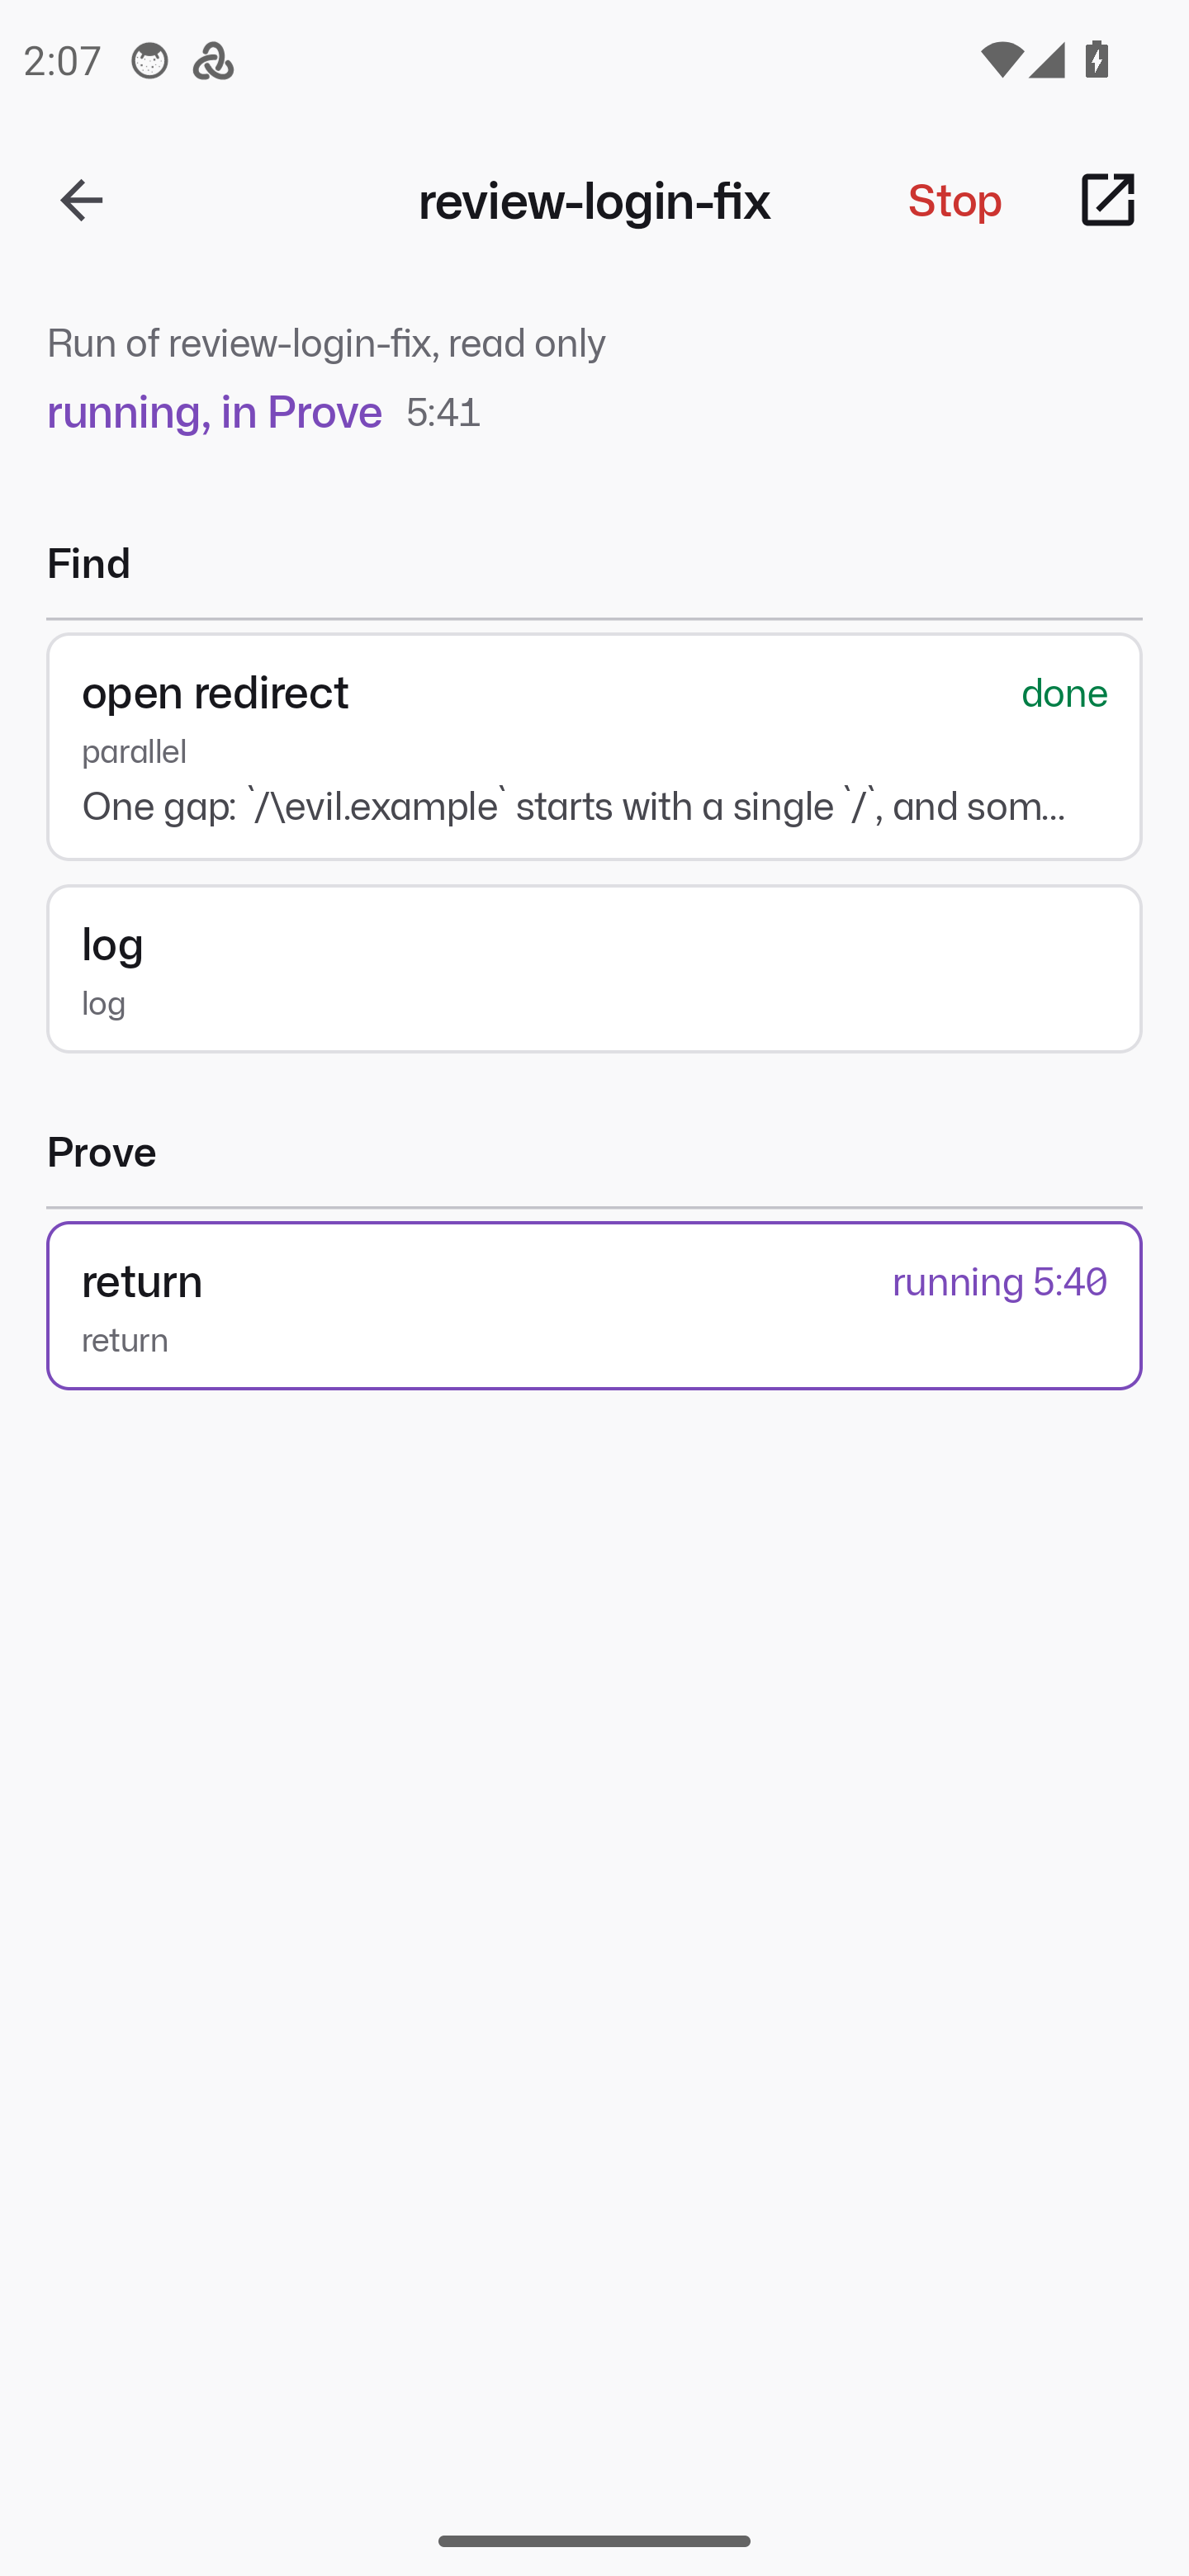 2:07
review-login-fix
Stop
Run of review-login-fix, read only
running, in Prove 5:41
Find
open redirect
done
parallel
One gap: `/\evil.example` starts with a single `/`, and som...
log
log
Prove
return
running 5:40
return